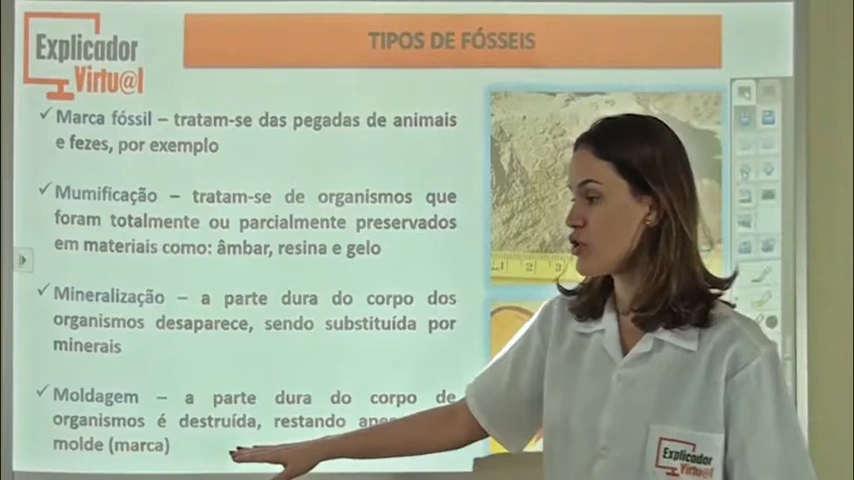 TIPOS DE FÓSSEIS
Explicador
Virtu@l
✓ Marca fóssil – tratam-se das pegadas de animais
e fezes, por exemplo
✓ Mumificação – tratam-se de organismos que
foram totalmente ou parcialmente preservados
em materiais como: âmbar, resina e gelo
✓ Mineralização – a parte dura do corpo dos
organismos desaparece, sendo substituída por
minerais
✓ Moldagem – a parte dura do corpo de
organismos é destruída, restando
molde (marca)
Explicador
Virtu@l